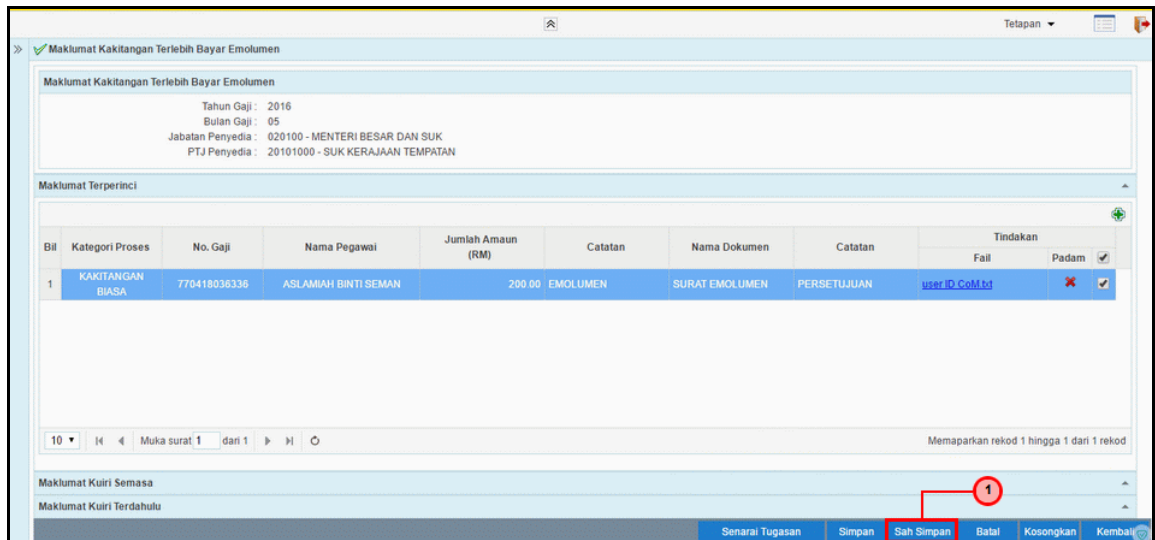 Tetapan
Maklumat Kakitangan Terlebih Bayar Emolumen
Maklumat Kakitangan Terlebih Bayar Emolumen
Tahun Gaji : 2016
Bulan Gaji : 05
Jabatan Penyedia : 020100 - MENTERI BESAR DAN SUK
PTJ Penyedia : 20101000 - SUK KERAJAAN TEMPATAN
Maklumat Terperinci
Bil Kategori Proses No. Gaji Nama Pegawai Jumlah Amaun (RM) Catatan Nama Dokumen Catatan Tindakan
Fail Padam
1 KAKITANGAN BIASA 770418036336 ASLAMIAH BINTI SEMAN 200.00 EMOLUMEN SURAT EMOLUMEN PERSETUJUAN user ID CoM.txt
10 Muka surat 1 dari 1 Memaparkan rekod 1 hingga 1 dari 1 rekod
Maklumat Kuiri Semasa
1
Maklumat Kuiri Terdahulu
Senarai Tugasan Simpan Sah Simpan Batal Kosongkan Kembali